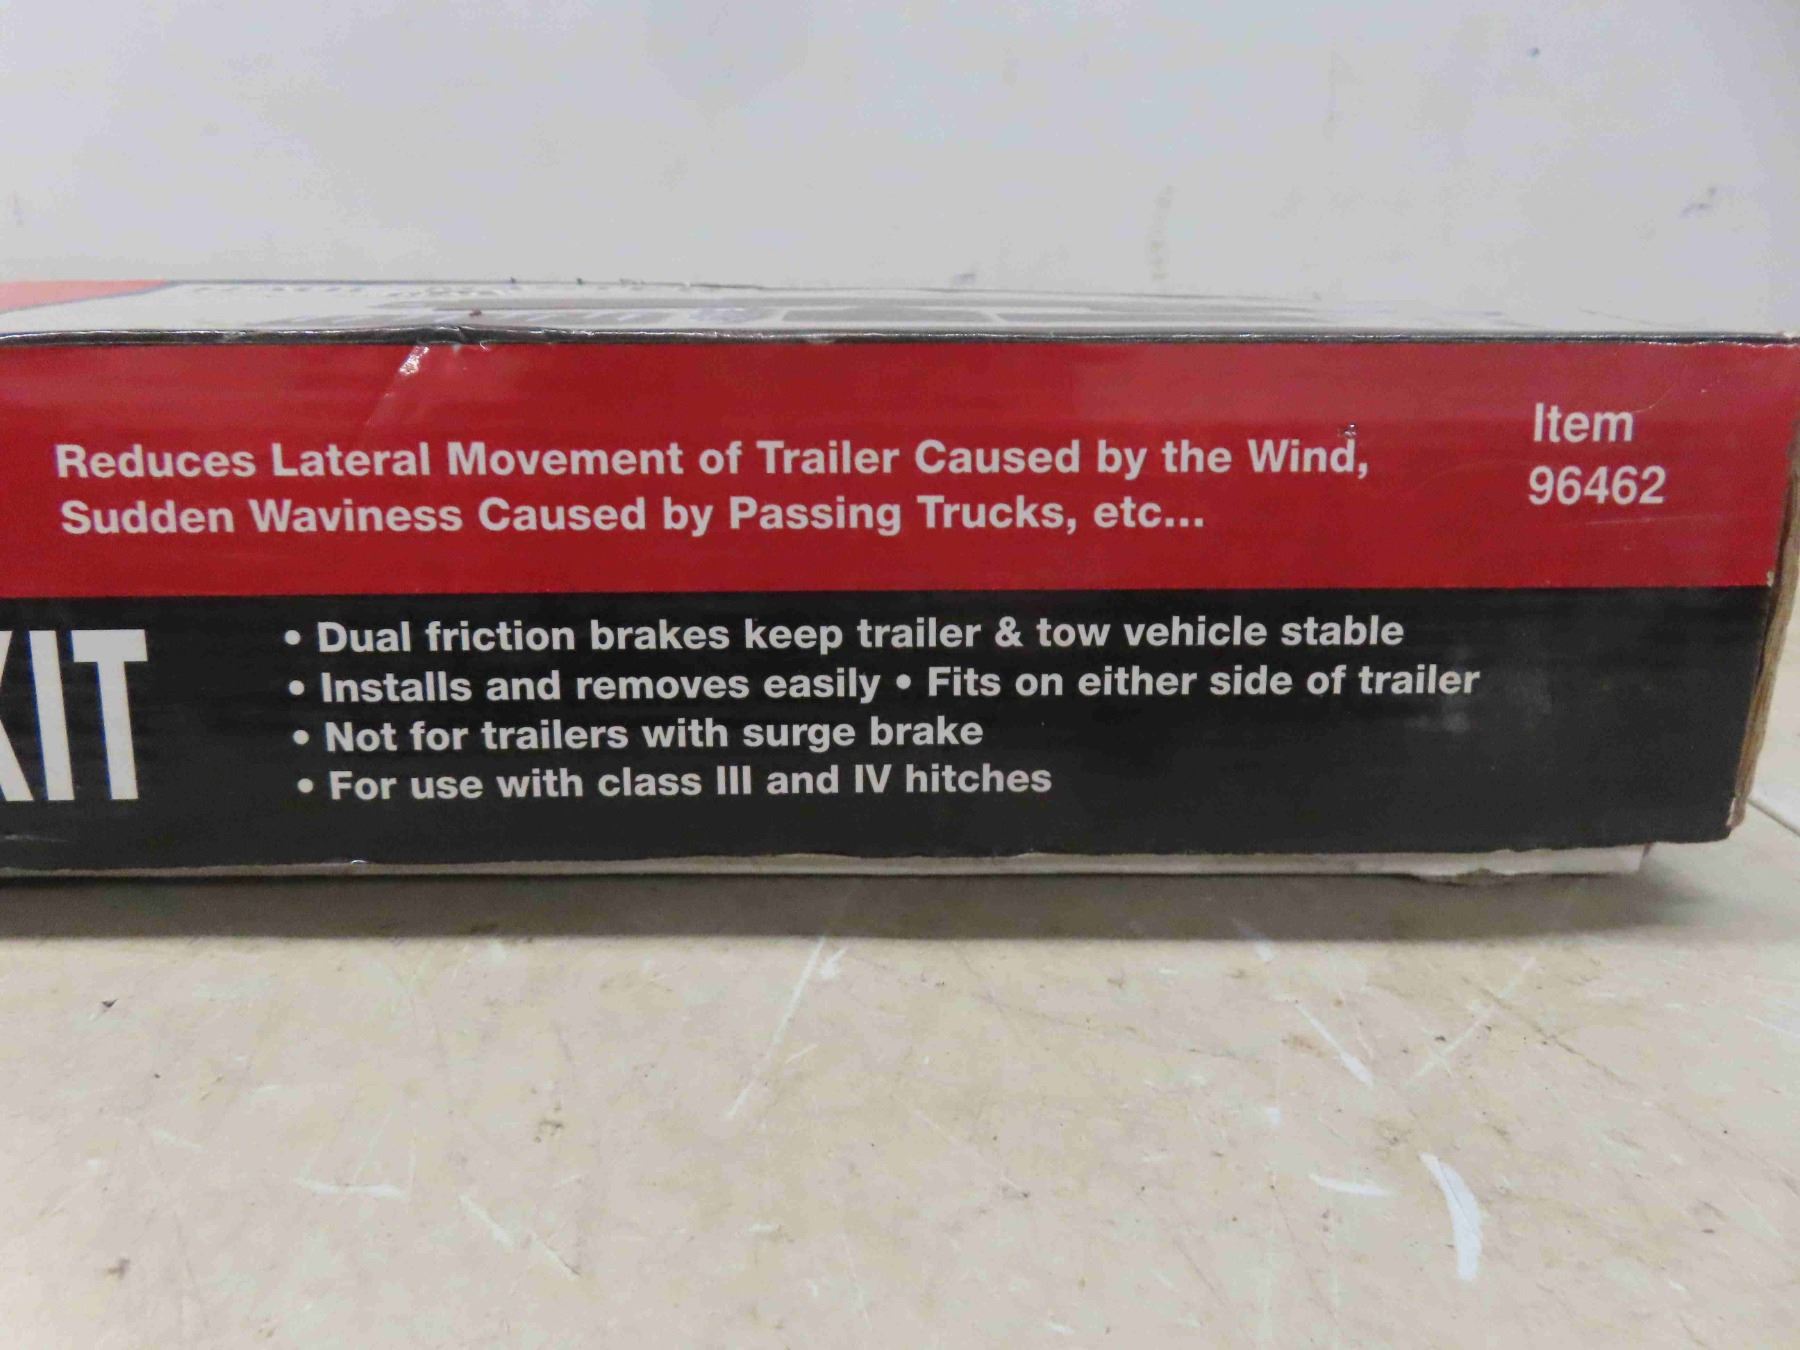 Reduces Lateral Movement of Trailer Caused by the Wind,
Sudden Waviness Caused by Passing Trucks, etc...
Item
96462
KIT
• Dual friction brakes keep trailer & tow vehicle stable
• Installs and removes easily • Fits on either side of trailer
• Not for trailers with surge brake
• For use with class III and IV hitches